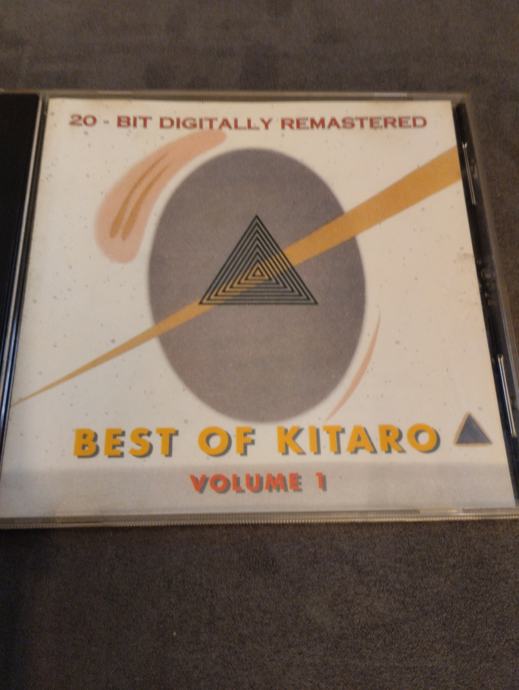 20 - BIT DIGITALLY REMASTERED
BEST OF KITARO
VOLUME 1